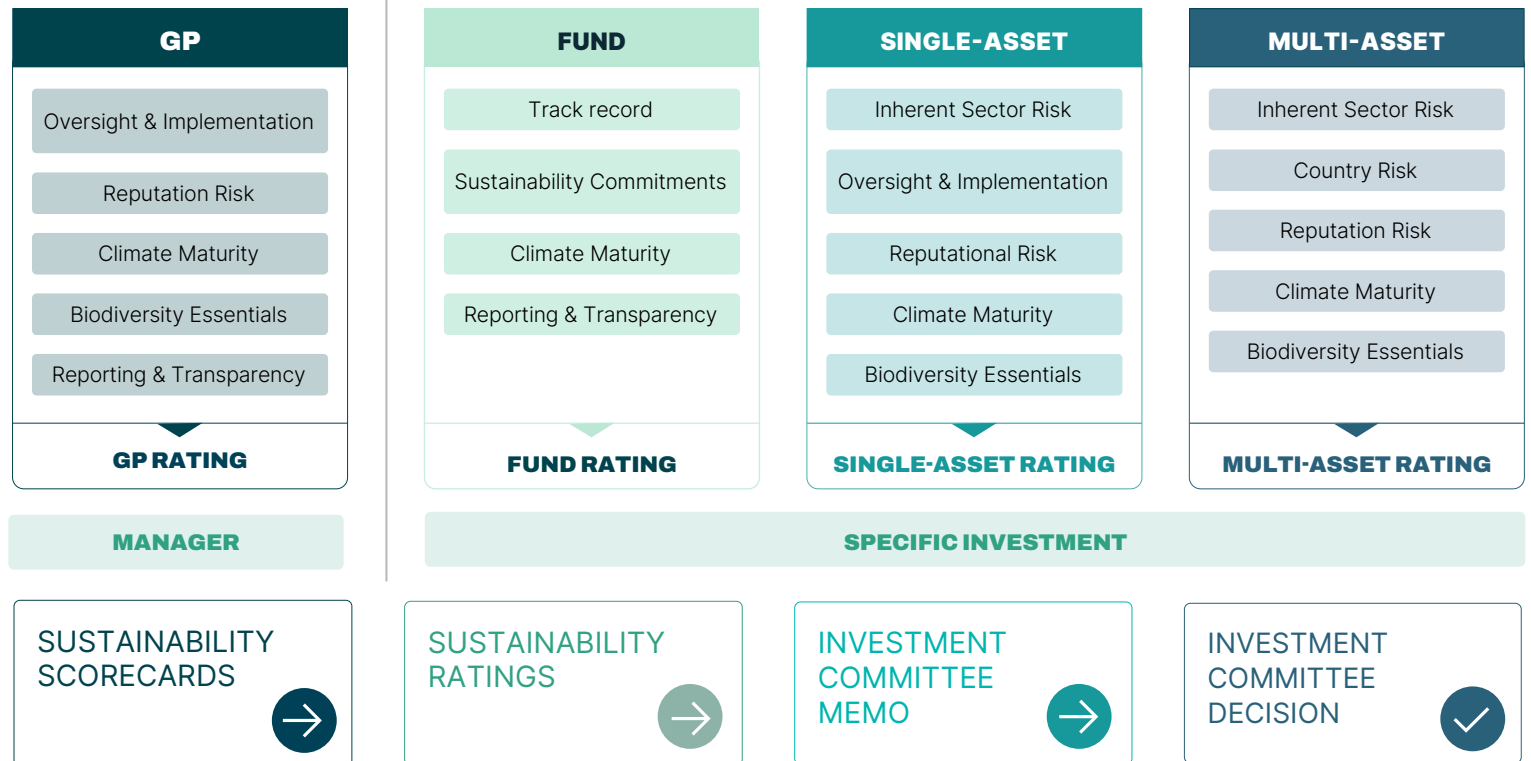 GP
Oversight & Implementation
Reputation Risk
Climate Maturity
Biodiversity Essentials
Reporting & Transparency
GP RATING
MANAGER
FUND
Track record
Sustainability Commitments
Climate Maturity
Reporting & Transparency
FUND RATING
SINGLE-ASSET
Inherent Sector Risk
Oversight & Implementation
Reputational Risk
Climate Maturity
Biodiversity Essentials
SINGLE-ASSET RATING
MULTI-ASSET
Inherent Sector Risk
Country Risk
Reputation Risk
Climate Maturity
Biodiversity Essentials
MULTI-ASSET RATING
SPECIFIC INVESTMENT
SUSTAINABILITY
SCORECARDS
SUSTAINABILITY
RATINGS
INVESTMENT
COMMITTEE
MEMO
INVESTMENT
COMMITTEE
DECISION